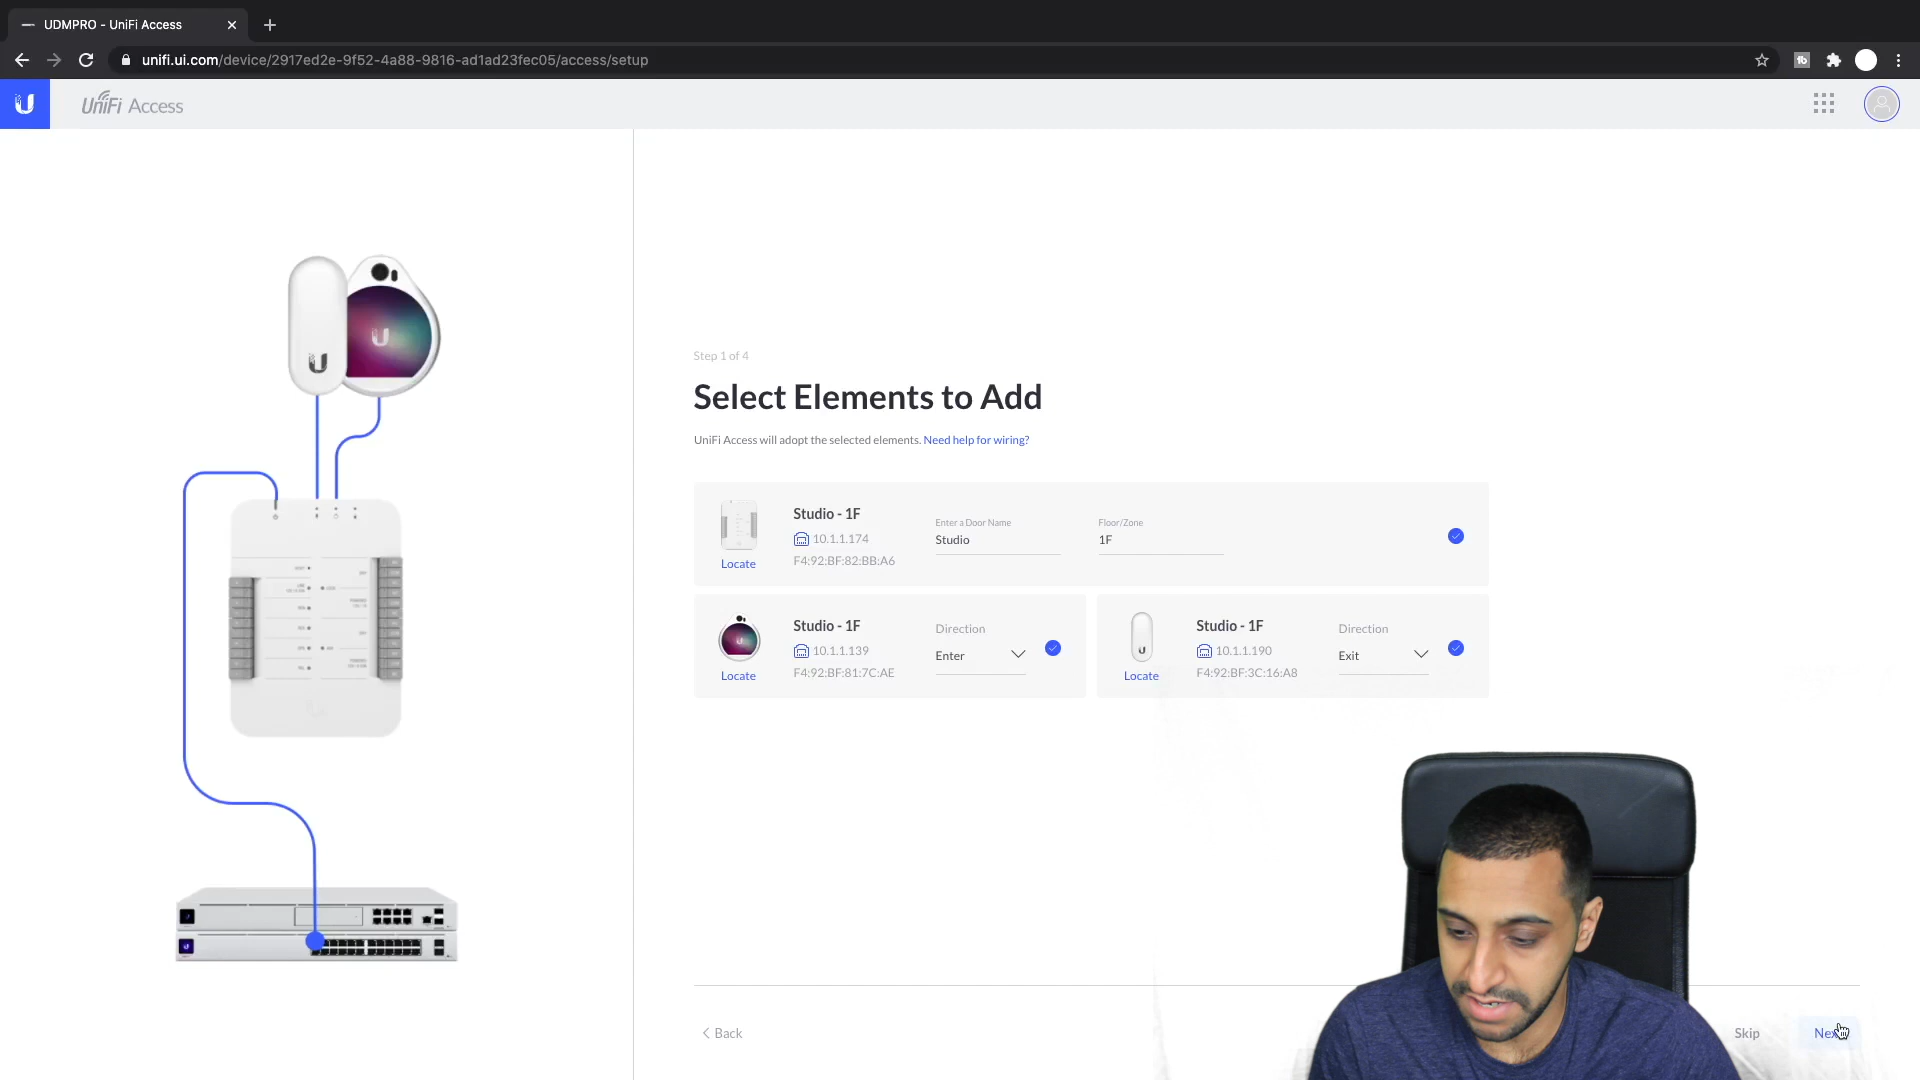 UDMPRO - UniFi Access
unifi.ui.com/device/2917ed2e-9f52-4a88-9816-ad1ad23fec05/access/setup
UniFi Access
Step 1 of 4
Select Elements to Add
UniFi Access will adopt the selected elements. Need help for wiring?
Studio - 1F
10.1.1.174
F4:92:BF:82:BB:A6
Locate
Enter a Door Name
Studio
Floor/Zone
1F
Studio - 1F
10.1.1.139
F4:92:BF:81:7C:AE
Locate
Direction
Enter
Studio - 1F
10.1.1.190
F4:92:BF:3C:16:A8
Locate
Direction
Exit
Back
Skip